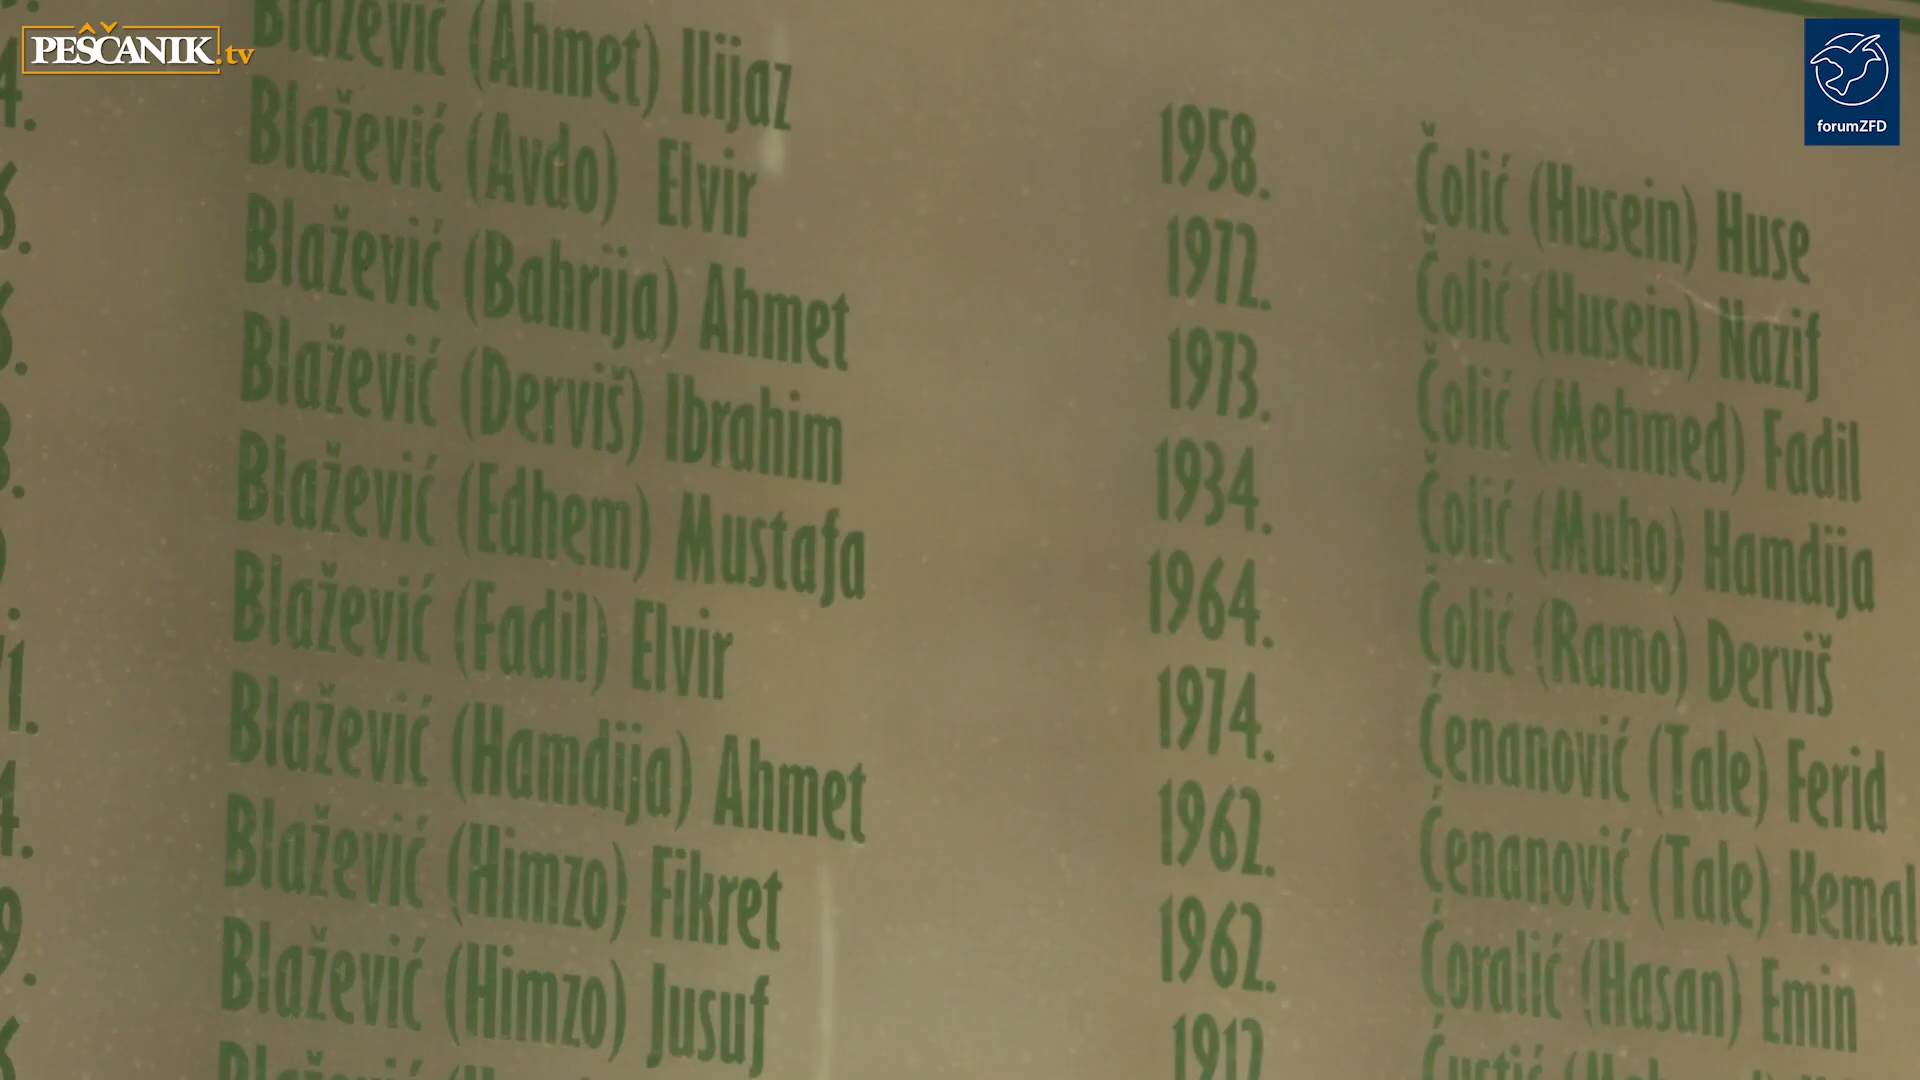 PEŠČANIK.tv
forumZFD
4.
Blažević (Ahmet) Ilijaz
Blažević (Avdo) Elvir
Blažević (Bahrija) Ahmet
Blažević (Derviš) Ibrahim
Blažević (Edhem) Mustafa
Blažević (Fadil) Elvir
Blažević (Hamdija) Ahmet
Blažević (Himzo) Fikret
Blažević (Himzo) Jusuf
1958.
1972.
1973.
1934.
1964.
1974.
1962.
1962.
1912
Čolić (Husein) Huse
Čolić (Husein) Nazif
Čolić (Mehmed) Fadil
Čolić (Muho) Hamdija
Čolić (Ramo) Derviš
Ćenanović (Tale) Ferid
Ćenanović (Tale) Kemal
Ćoralić (Hasan) Emin